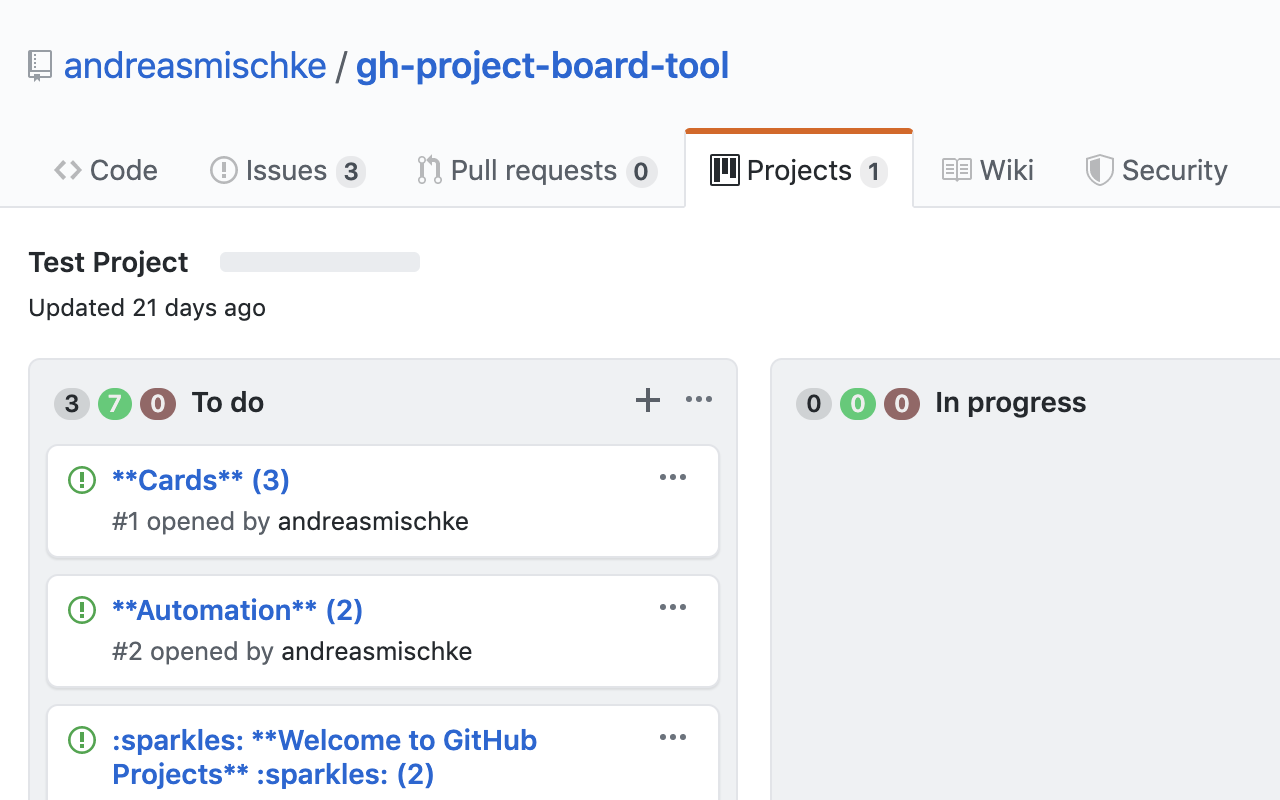 andreasmischke / gh-project-board-tool
Code Issues 3 Pull requests 0 Projects 1 Wiki Security
Test Project
Updated 21 days ago
3 7 0 To do
**Cards** (3)
#1 opened by andreasmischke
**Automation** (2)
#2 opened by andreasmischke
:sparkles: **Welcome to GitHub
Projects** :sparkles: (2)
0 0 0 In progress